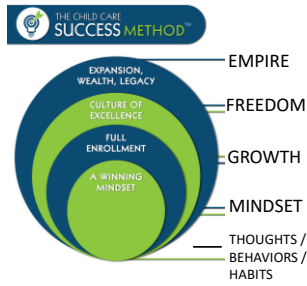 THE CHILD CARE
SUCCESS METHOD™
EXPANSION,
WEALTH, LEGACY
CULTURE OF
EXCELLENCE
FULL
ENROLLMENT
A WINNING
MINDSET
EMPIRE
FREEDOM
GROWTH
MINDSET
THOUGHTS /
BEHAVIORS /
HABITS